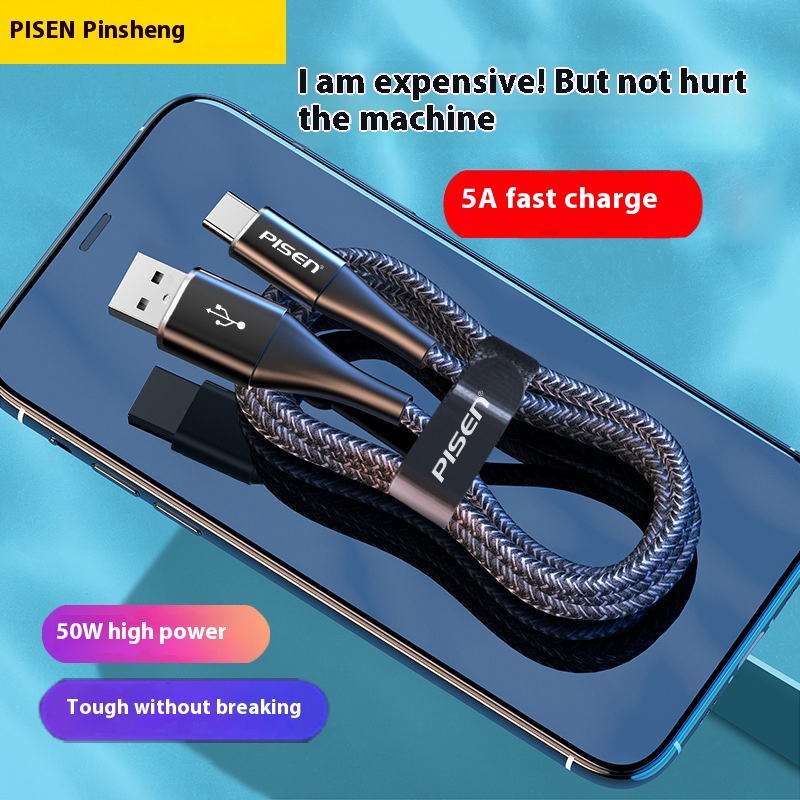 PISEN Pinsheng
I am expensive! But not hurt
the machine
5A fast charge
PISEN®
PISEN®
50W high power
Tough without breaking